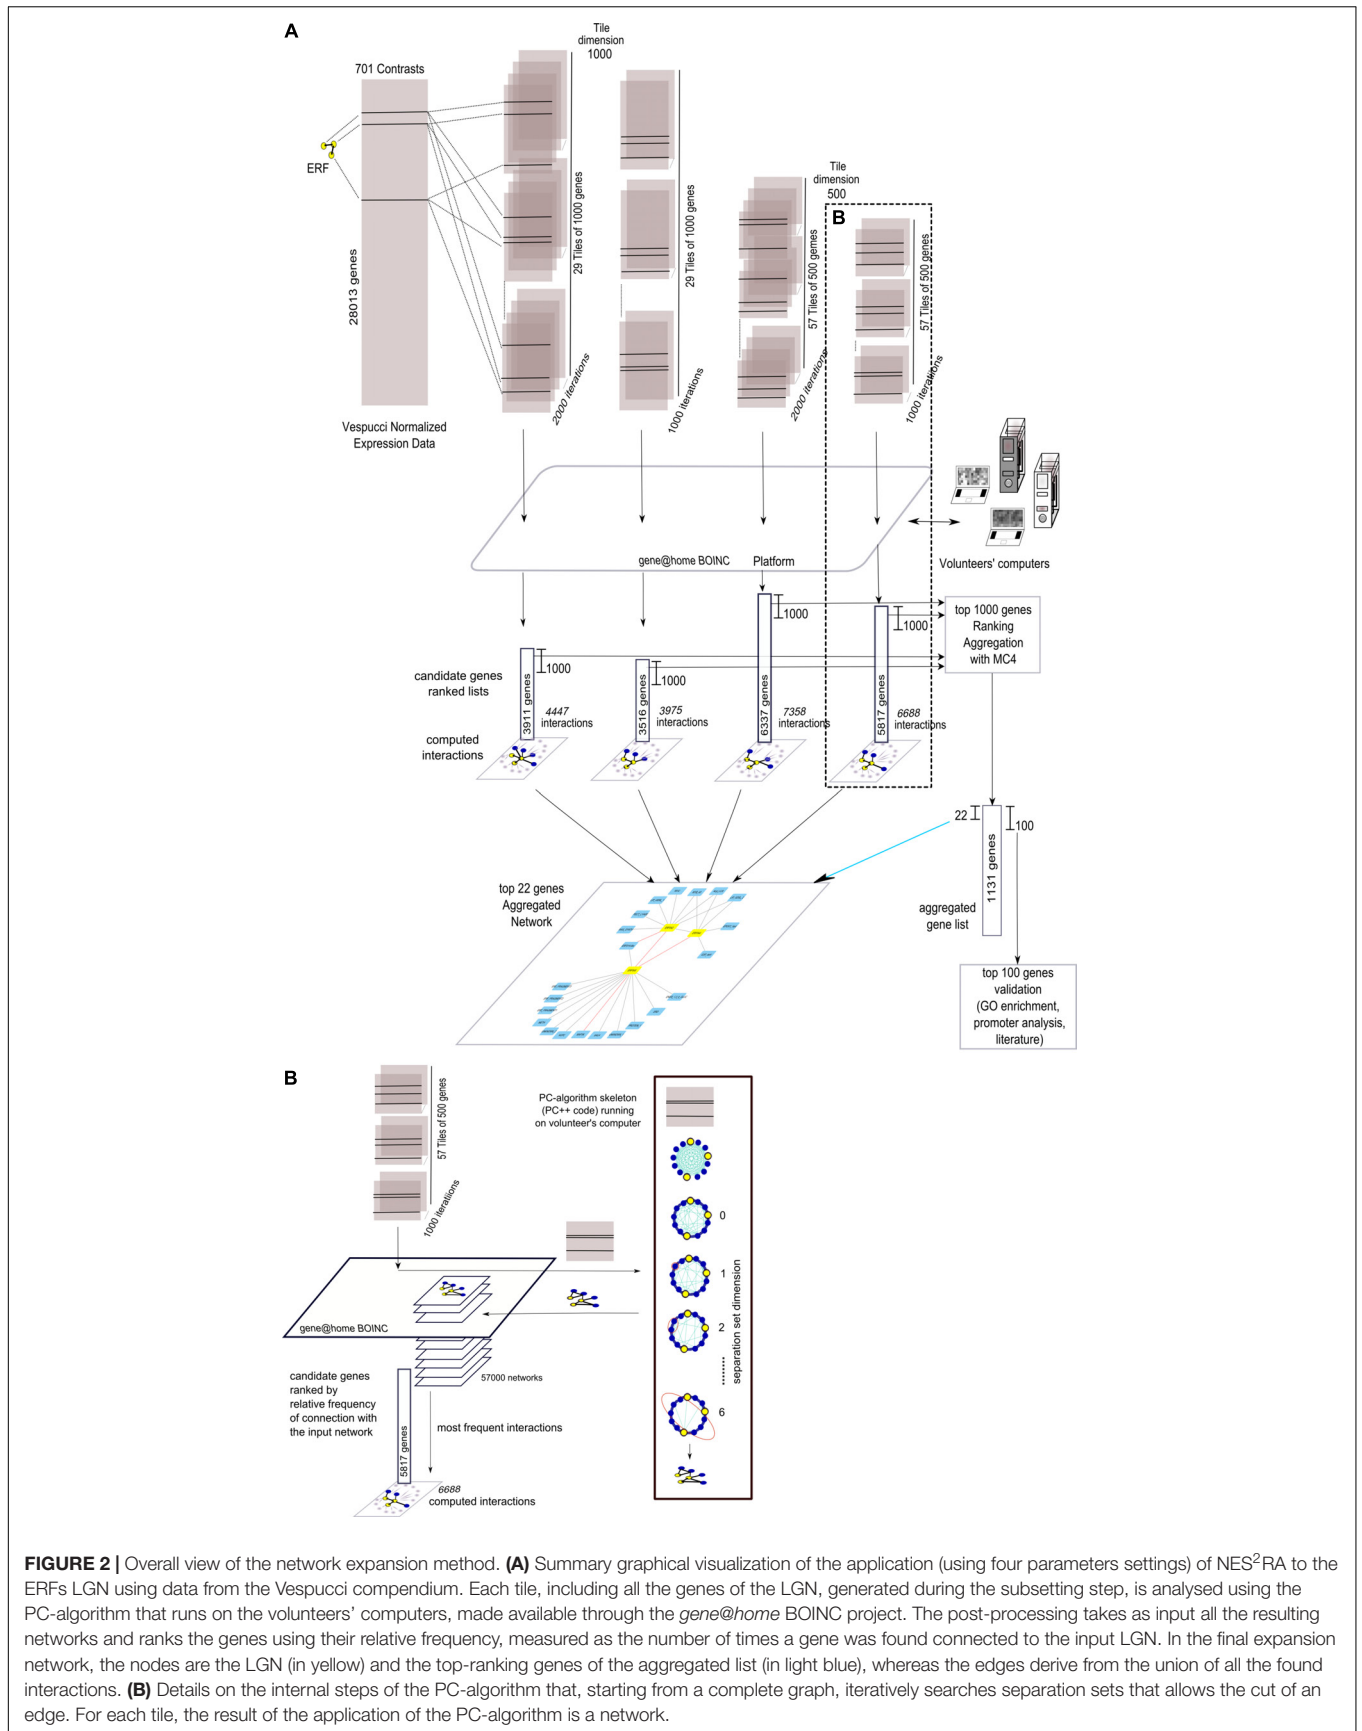 A
Tile
dimension
1000
701 Contrasts
ERF
28013 genes
29 Tiles of 1000 genes
2000 iterations
29 Tiles of 1000 genes
1000 iterations
Tile
dimension
500
57 Tiles of 500 genes
2000 iterations
B
57 Tiles of 500 genes
1000 iteratiions
Vespucci Normalized
Expression Data
gene@home BOINC Platform
Volunteers' computers
candidate genes
ranked lists
computed
interactions
1000
3911 genes
4447
interactions
1000
3516 genes
3975
interactions
1000
6337 genes
7358
interactions
1000
5817 genes
6688
interactions
top 1000 genes
Ranking
Aggregation
with MC4
22
100
1131 genes
aggregated
gene list
top 22 genes
Aggregated
Network
top 100 genes
validation
(GO enrichment,
promoter analysis,
literature)
B
57 Tiles of 500 genes
1000 iteratiions
PC-algorithm skeleton
(PC++ code) running
on volunteer's computer
0
1
2
6
separation set dimension
gene@home BOINC
57000 networks
candidate genes
ranked by
relative frequency
of connection with
the input network
5817 genes
most frequent interactions
6688
computed interactions
FIGURE 2 | Overall view of the network expansion method. (A) Summary graphical visualization of the application (using four parameters settings) of NES²RA to the
ERFs LGN using data from the Vespucci compendium. Each tile, including all the genes of the LGN, generated during the subsetting step, is analysed using the
PC-algorithm that runs on the volunteers' computers, made available through the gene@home BOINC project. The post-processing takes as input all the resulting
networks and ranks the genes using their relative frequency, measured as the number of times a gene was found connected to the input LGN. In the final expansion
network, the nodes are the LGN (in yellow) and the top-ranking genes of the aggregated list (in light blue), whereas the edges derive from the union of all the found
interactions. (B) Details on the internal steps of the PC-algorithm that, starting from a complete graph, iteratively searches separation sets that allows the cut of an
edge. For each tile, the result of the application of the PC-algorithm is a network.